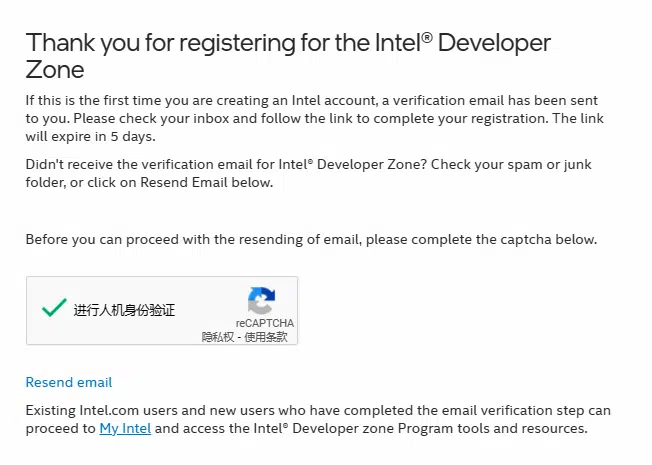 Thank you for registering for the Intel® Developer
Zone
If this is the first time you are creating an Intel account, a verification email has been sent
to you. Please check your inbox and follow the link to complete your registration. The link
will expire in 5 days.
Didn't receive the verification email for Intel® Developer Zone? Check your spam or junk
folder, or click on Resend Email below.
Before you can proceed with the resending of email, please complete the captcha below.
进行人机身份验证
reCAPTCHA
隐私权 - 使用条款
Resend email
Existing Intel.com users and new users who have completed the email verification step can
proceed to My Intel and access the Intel® Developer zone Program tools and resources.